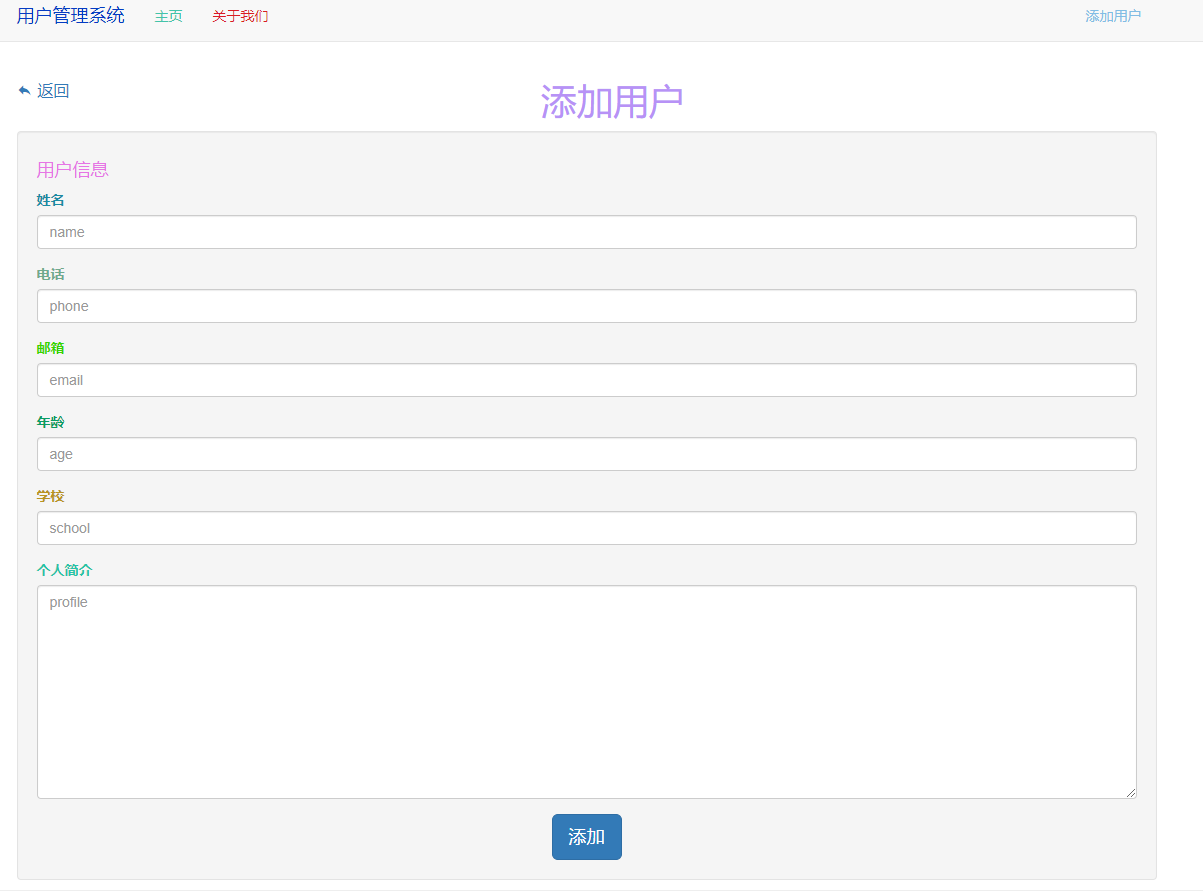 用户管理系统 主页 关于我们 添加用户
返回
添加用户
用户信息
姓名
name
电话
phone
邮箱
email
年龄
age
学校
school
个人简介
profile
添加